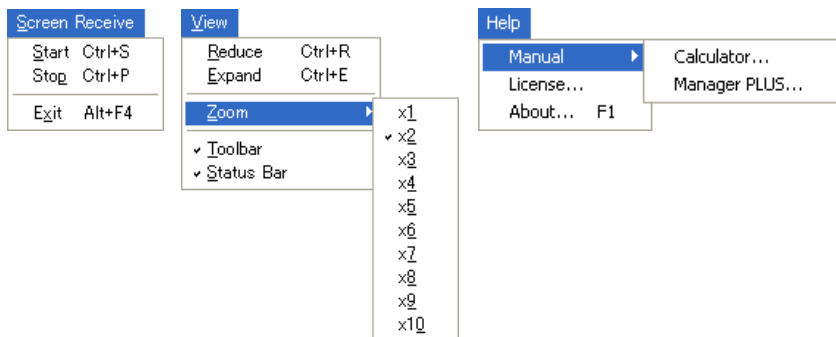 Screen Receive
Start Ctrl+S
Stop Ctrl+P
Exit Alt+F4
View
Reduce Ctrl+R
Expand Ctrl+E
Zoom
Toolbar
Status Bar
x1
x2
x3
x4
x5
x6
x7
x8
x9
x10
Help
Manual
License...
About... F1
Calculator...
Manager PLUS...